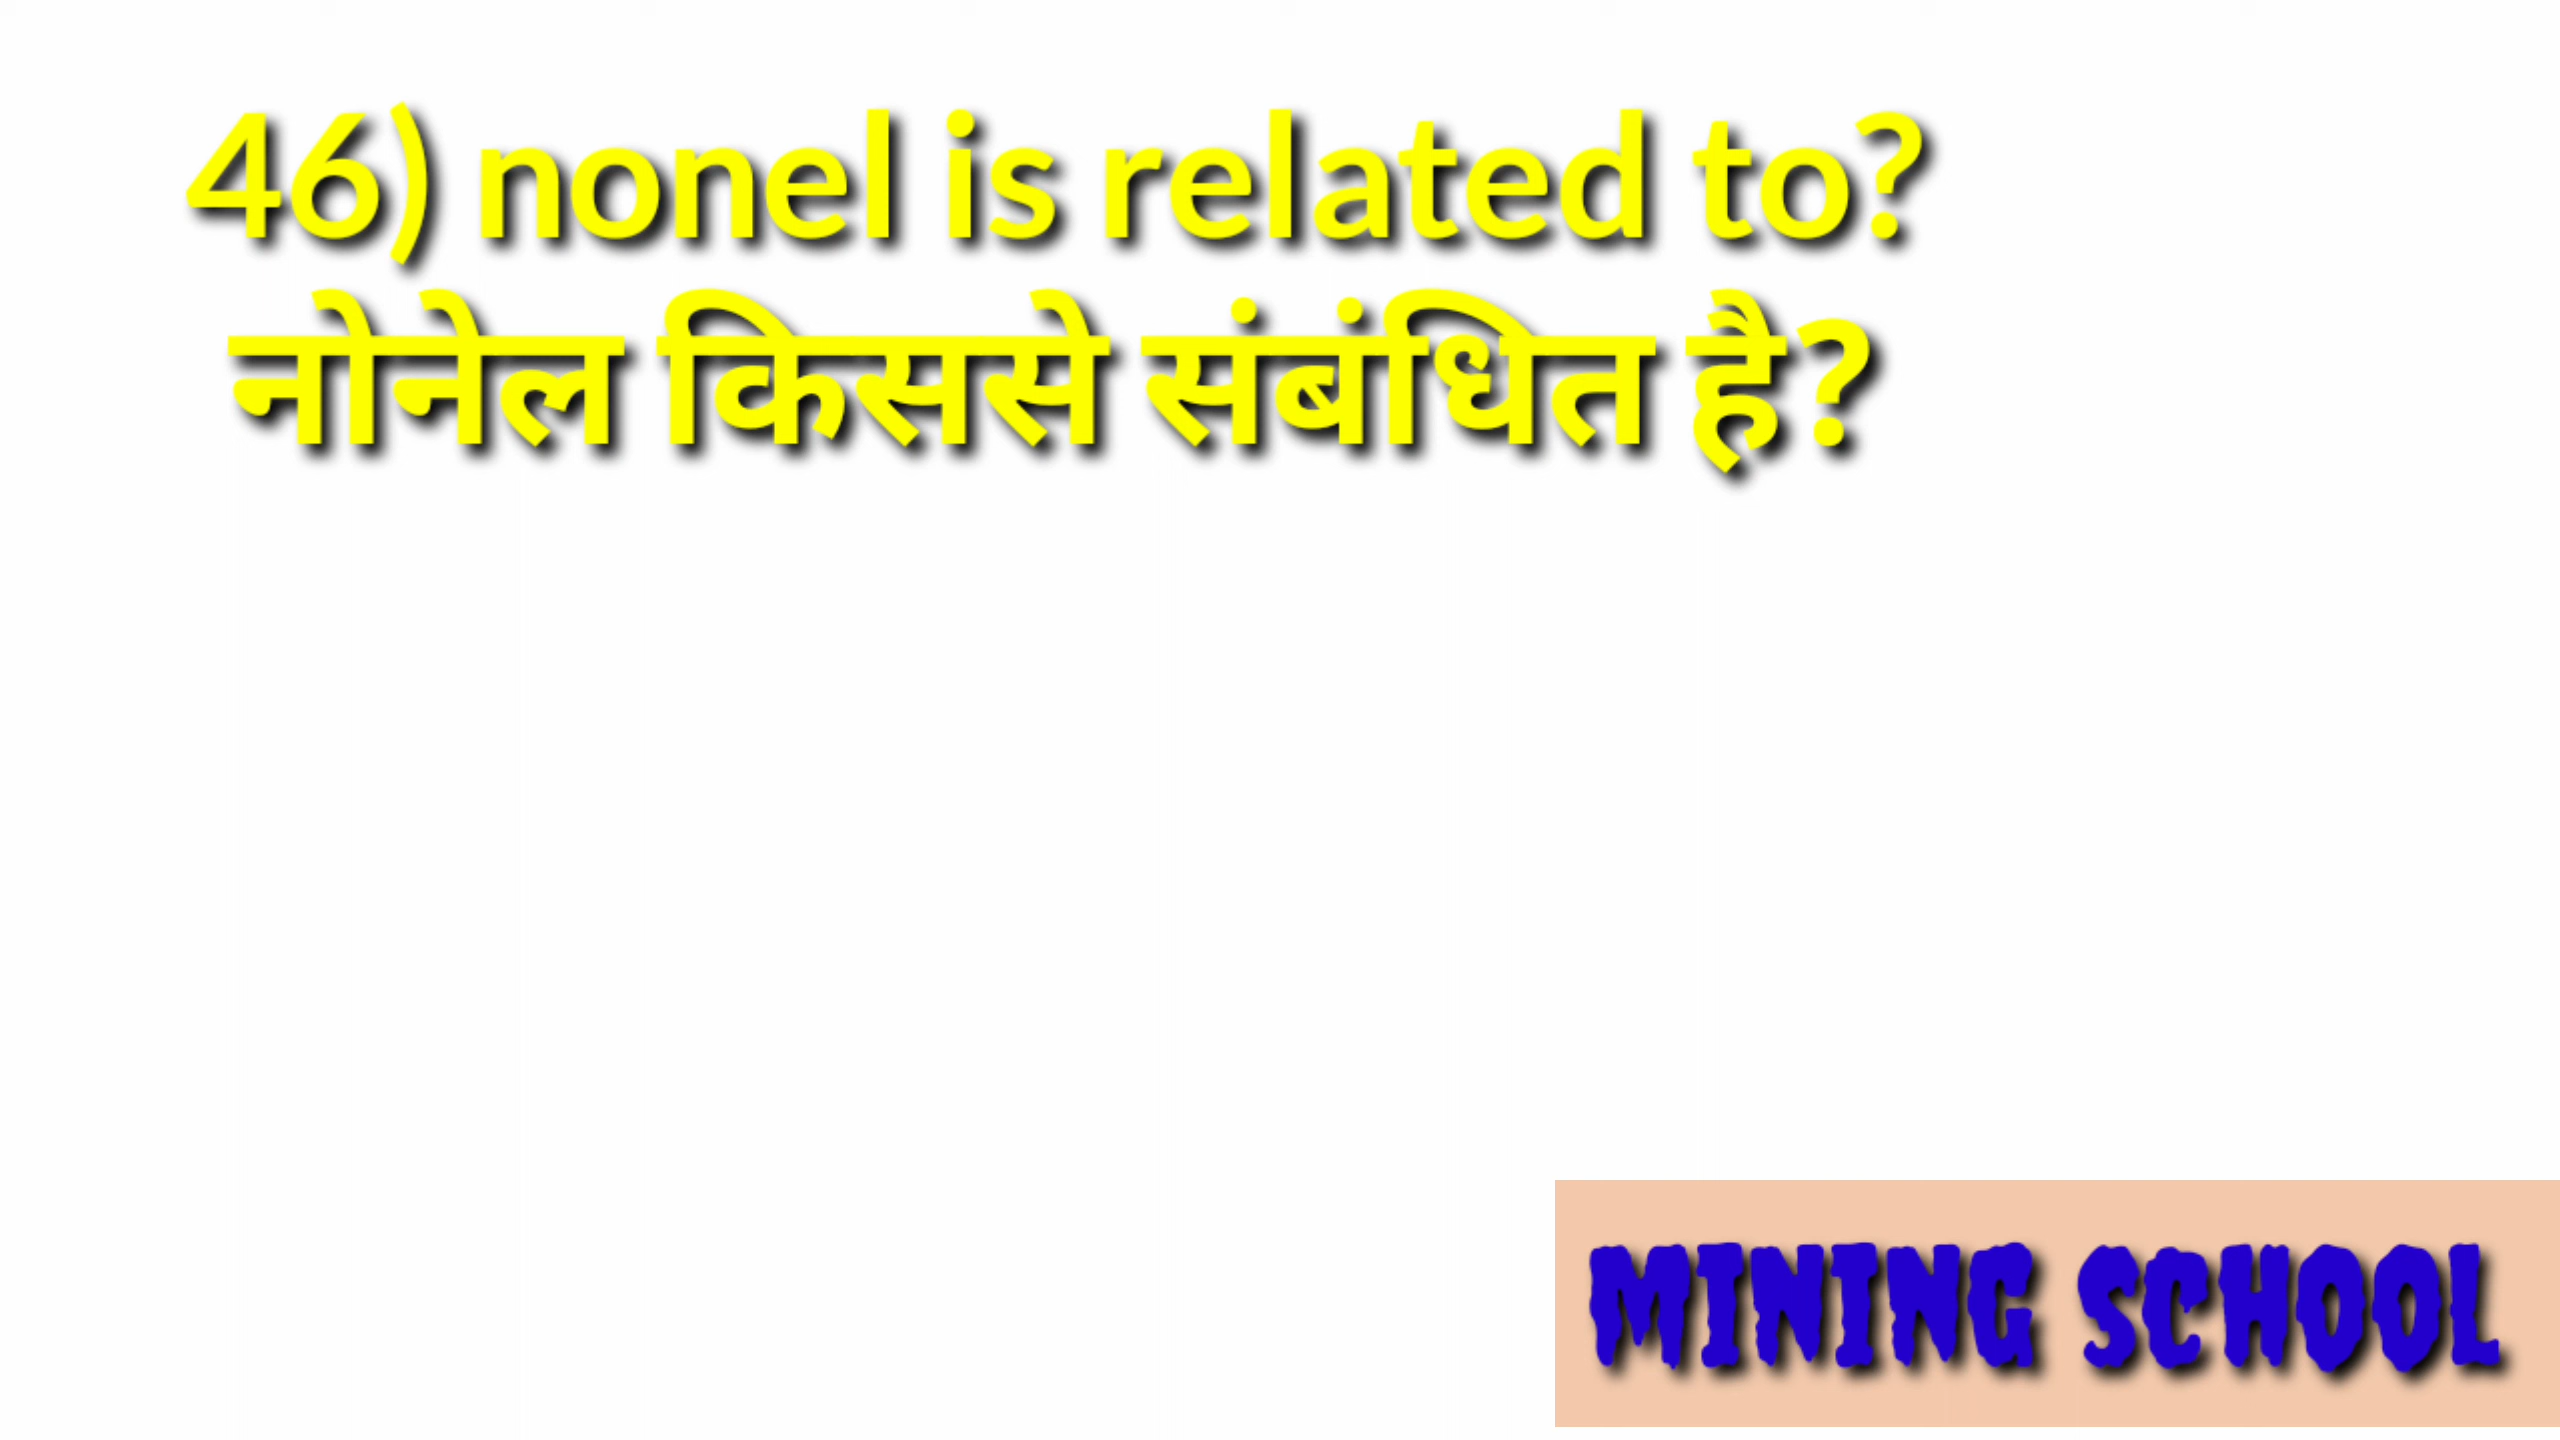 46) nonel is related to?
नोनेल किससे संबंधित है?
MINING SCHOOL